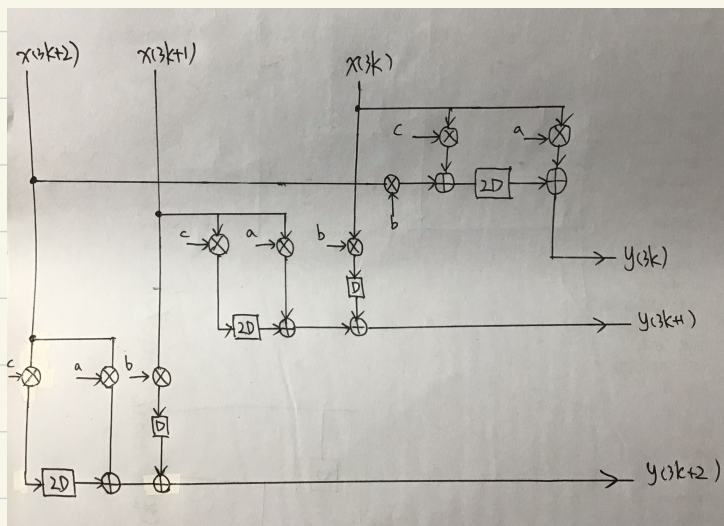 x(3k+2) x(3k+1) x(3k)
c a
2D
b
c a b
D
y(3k)
2D
y(3k+1)
c a b
D
2D
y(3k+2)